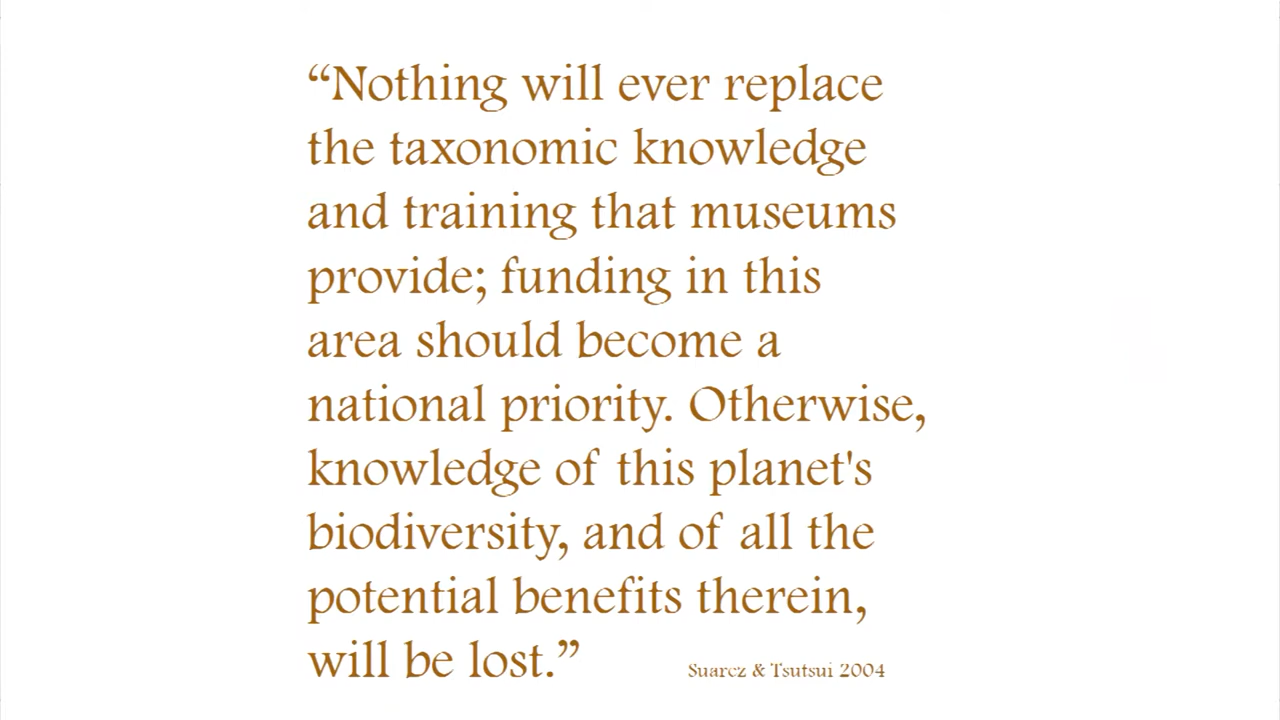 “Nothing will ever replace
the taxonomic knowledge
and training that museums
provide; funding in this
area should become a
national priority. Otherwise,
knowledge of this planet's
biodiversity, and of all the
potential benefits therein,
will be lost.”
Suarez & Tsutsui 2004